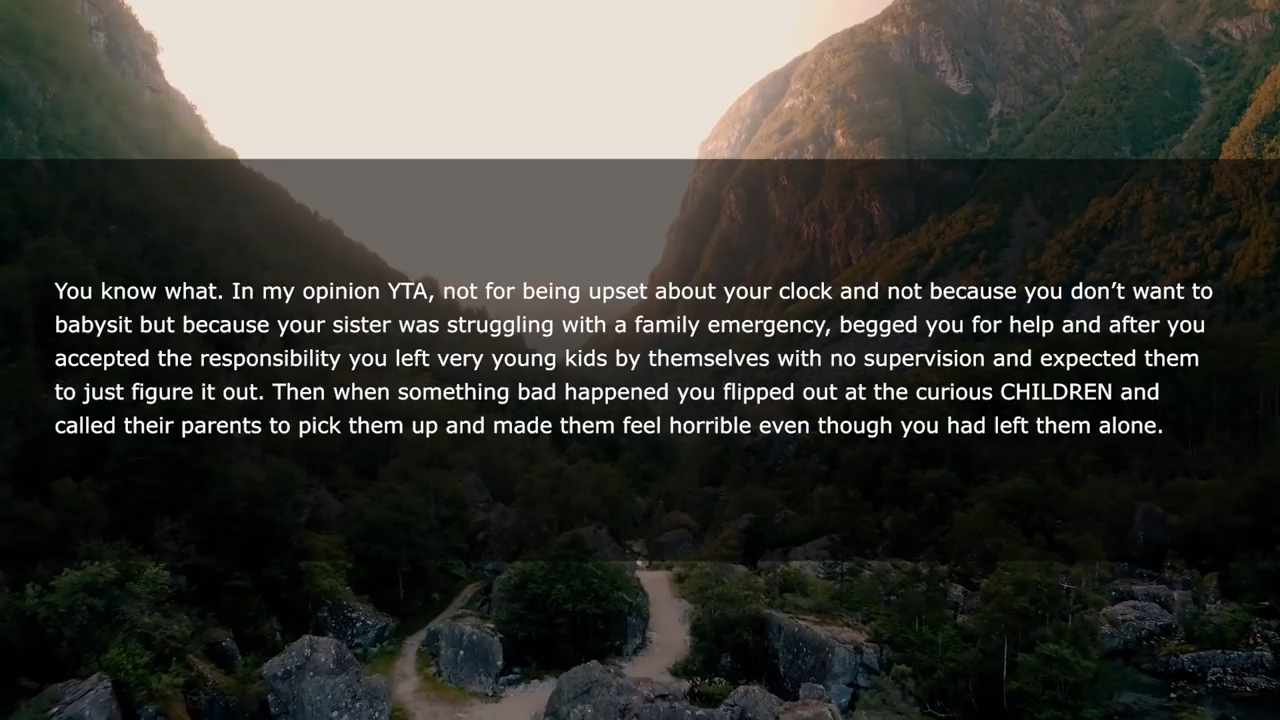 You know what. In my opinion YTA, not for being upset about your clock and not because you don’t want to
babysit but because your sister was struggling with a family emergency, begged you for help and after you
accepted the responsibility you left very young kids by themselves with no supervision and expected them
to just figure it out. Then when something bad happened you flipped out at the curious CHILDREN and
called their parents to pick them up and made them feel horrible even though you had left them alone.